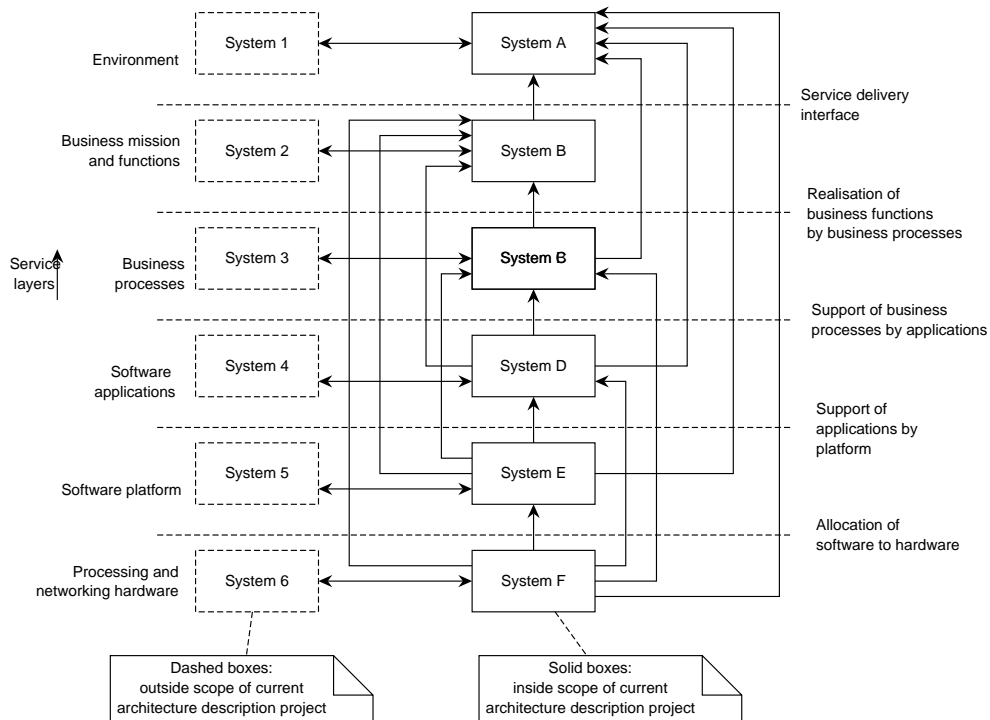 System 1
System A
Environment
Service delivery
interface
Business mission
and functions
System 2
System B
Realisation of
business functions
by business processes
Service
layers
Business
processes
System 3
System B
Support of business
processes by applications
Software
applications
System 4
System D
Support of
applications by
platform
Software platform
System 5
System E
Allocation of
software to hardware
Processing and
networking hardware
System 6
System F
Dashed boxes:
outside scope of current
architecture description project
Solid boxes:
inside scope of current
architecture description project